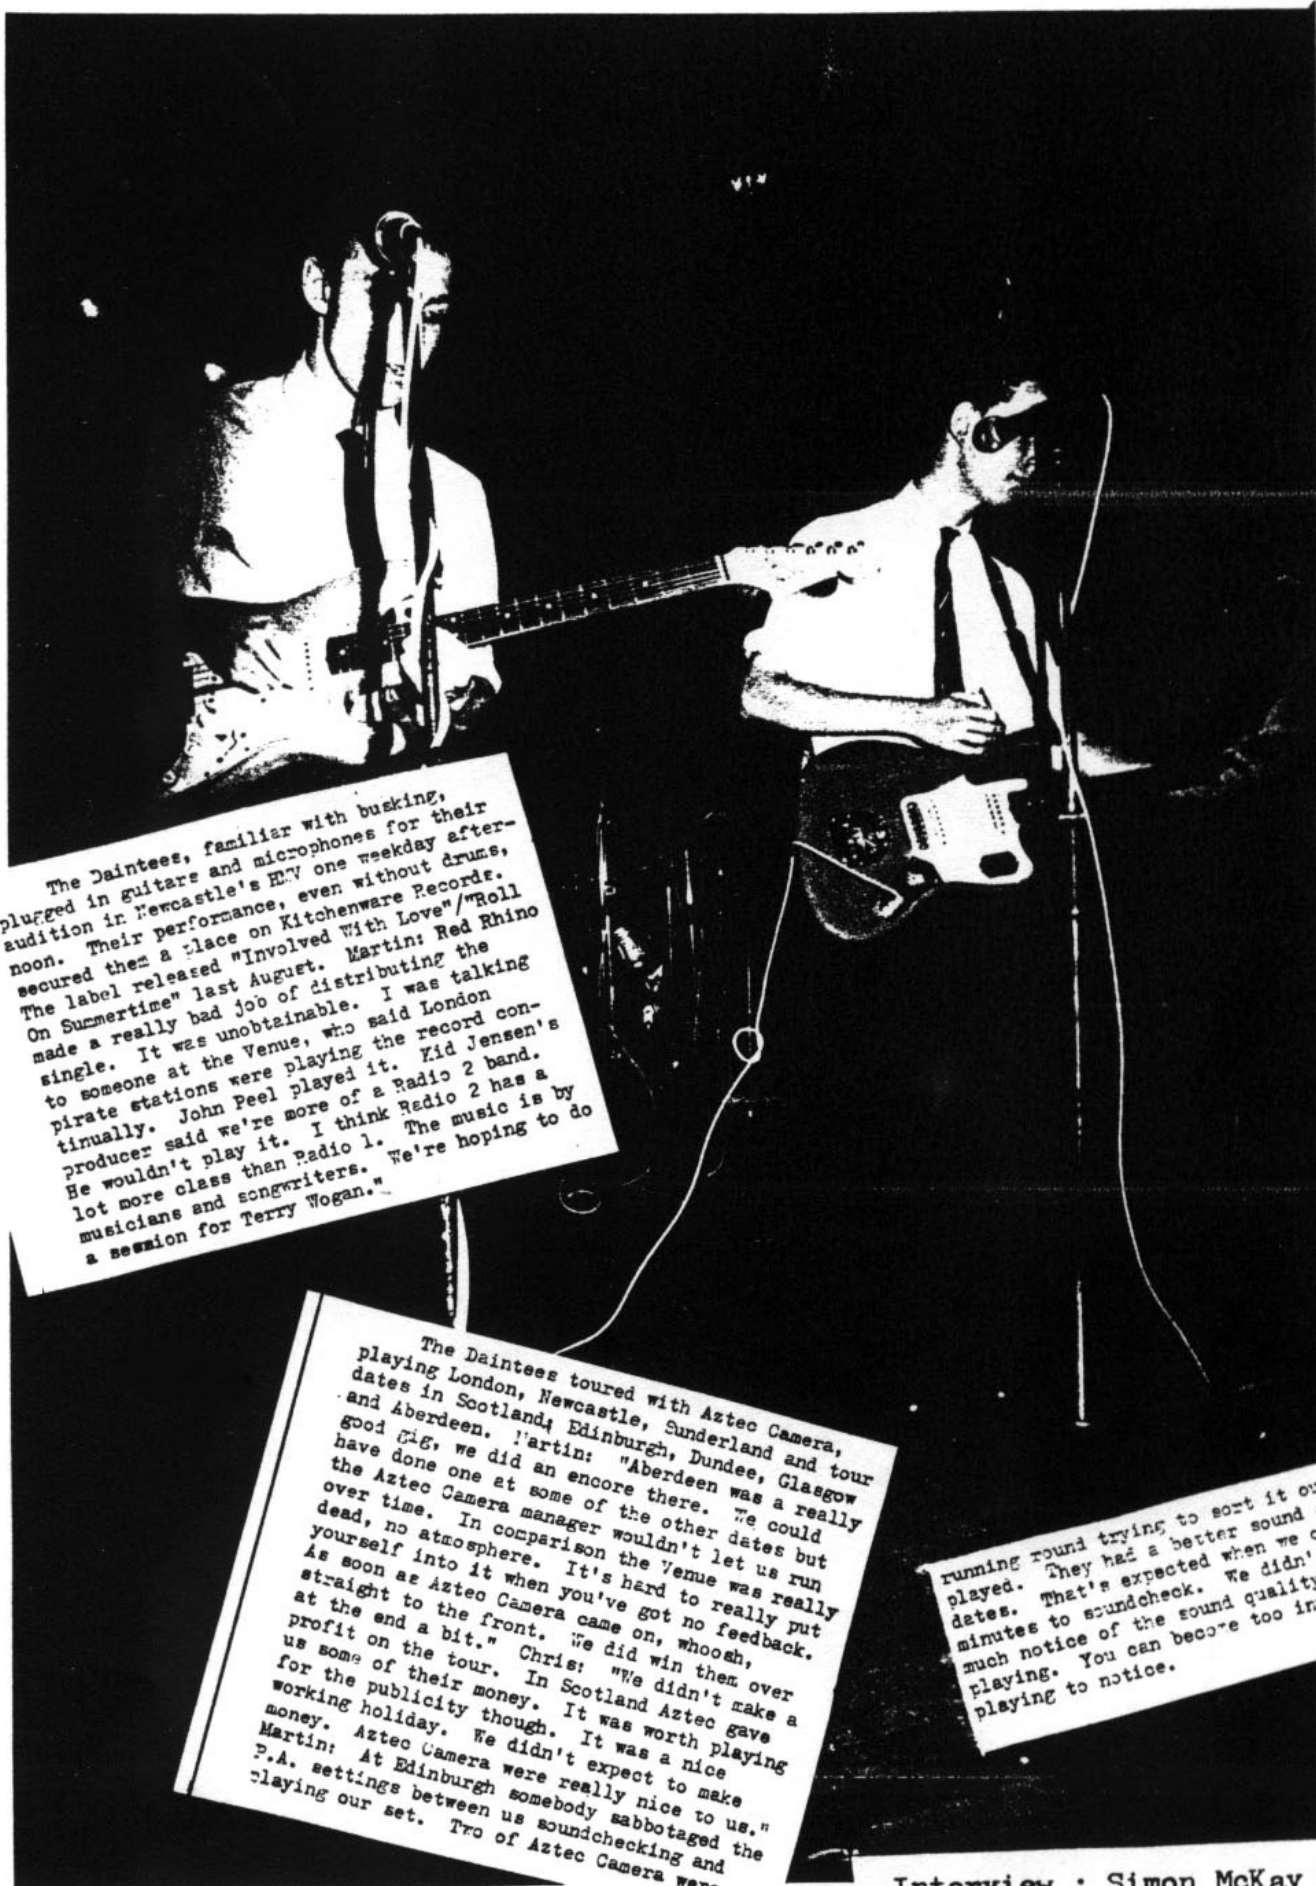 The Daintees, familiar with busking,
plugged in guitars and microphones for their
audition in Newcastle's HMV one weekday after-
noon. Their performance, even without drums,
secured them a place on Kitchenware Records.
The label released "Involved With Love"/"Roll
On Summertime" last August. Martin: Red Rhino
made a really bad job of distributing the
single. It was unobtainable. I was talking
to someone at the Venue, who said London
pirate stations were playing the record con-
tinually. John Peel played it. Kid Jensen's
producer said we're more of a Radio 2 band.
He wouldn't play it. I think Radio 2 has a
lot more class than Radio 1. The music is by
musicians and songwriters. We're hoping to do
a session for Terry Wogan."
The Daintees toured with Aztec Camera,
playing London, Newcastle, Sunderland and tour
dates in Scotland; Edinburgh, Dundee, Glasgow
and Aberdeen. Martin: "Aberdeen was a really
good gig, we did an encore there. We could
have done one at some of the other dates but
the Aztec Camera manager wouldn't let us run
over time. In comparison the Venue was really
dead, no atmosphere. It's hard to really put
yourself into it when you've got no feedback.
As soon as Aztec Camera came on, whoosh,
straight to the front. We did win them over
at the end a bit." Chris: "We didn't make a
profit on the tour. In Scotland Aztec gave
us some of their money. It was worth playing
for the publicity though. It was a nice
working holiday. We didn't expect to make
money. Aztec Camera were really nice to us."
Martin: At Edinburgh somebody sabbotaged the
P.A. settings between us soundchecking and
playing our set. Two of Aztec Camera were
running round trying to sort it ou
played. They had a better sound
That's expected when we
dates.
minutes to soundcheck. We didn'
much notice of the sound quality
playing. You can become too in
playing to notice.
Interview : Simon McKay